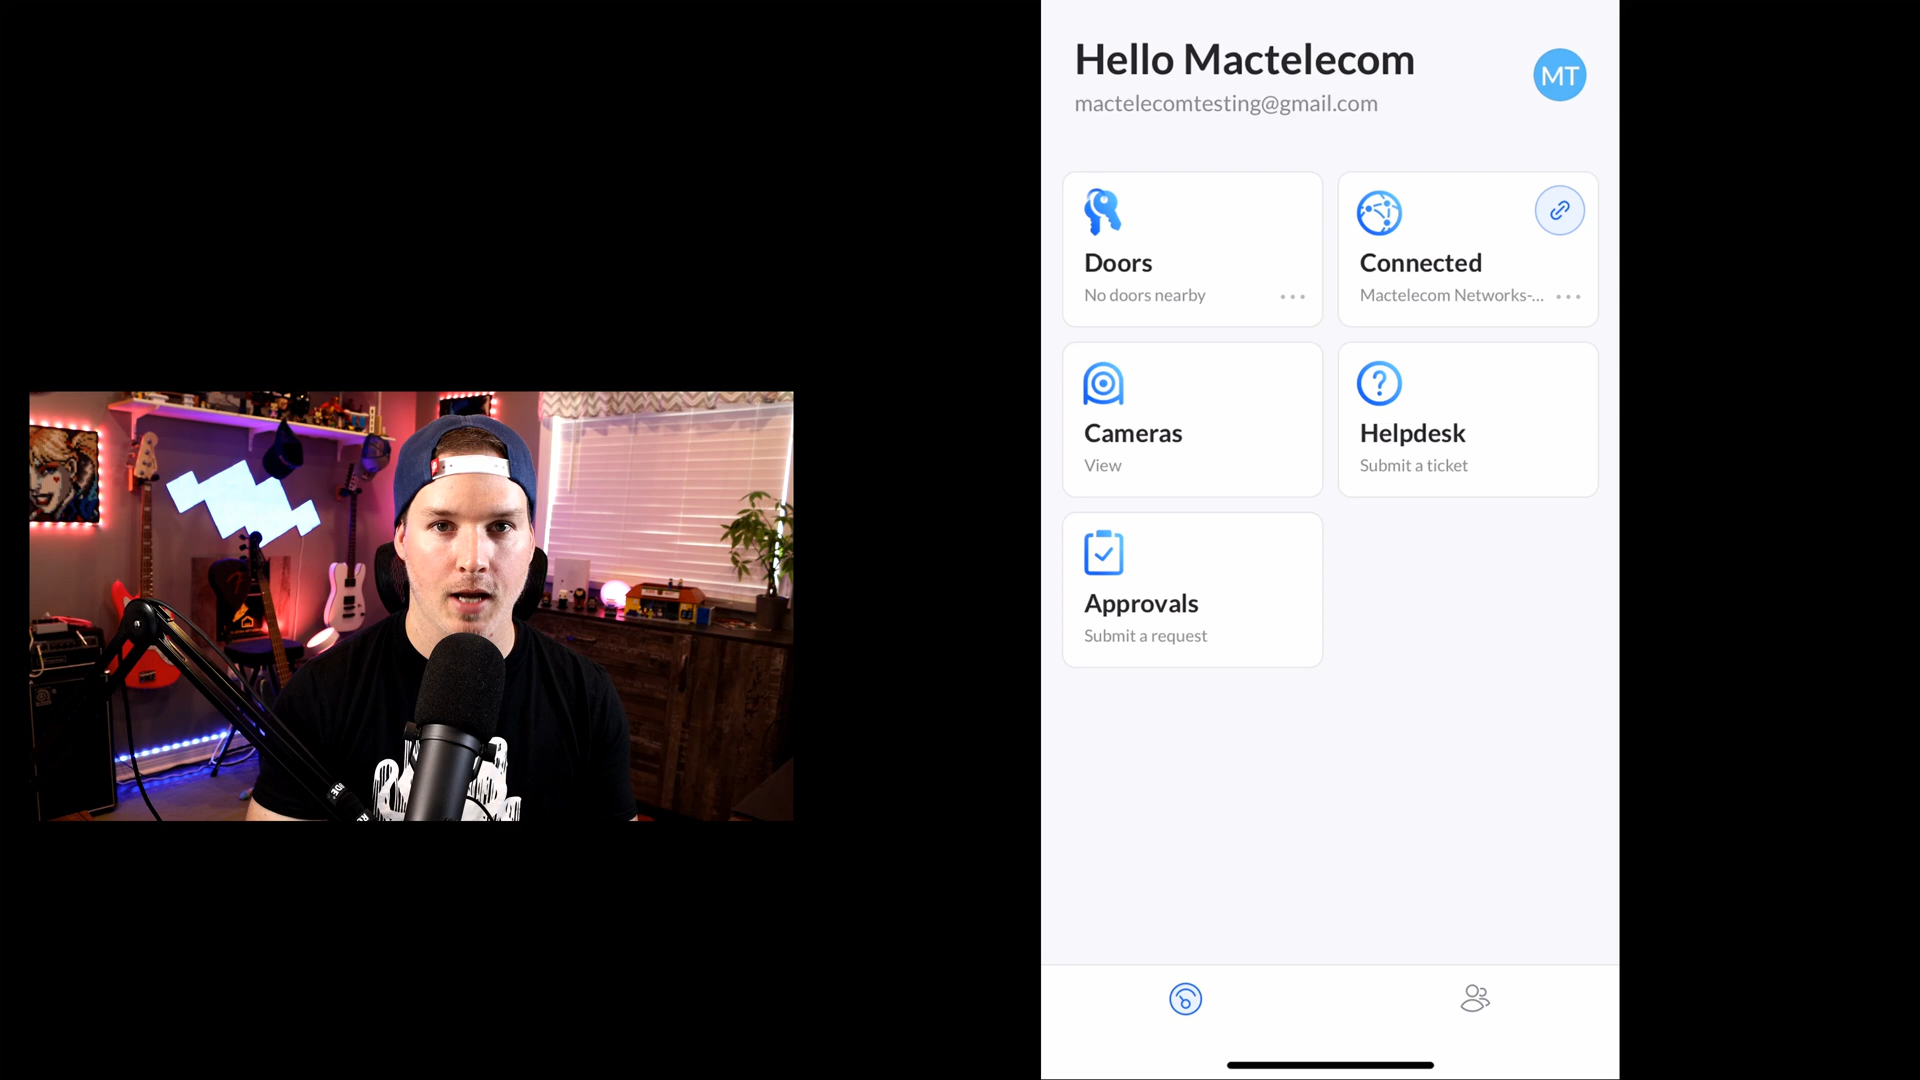 Hello Mactelecom
MT
mactelecomtesting@gmail.com
Doors
No doors nearby
Connected
Mactelecom Networks-...
Cameras
View
Helpdesk
Submit a ticket
Approvals
Submit a request